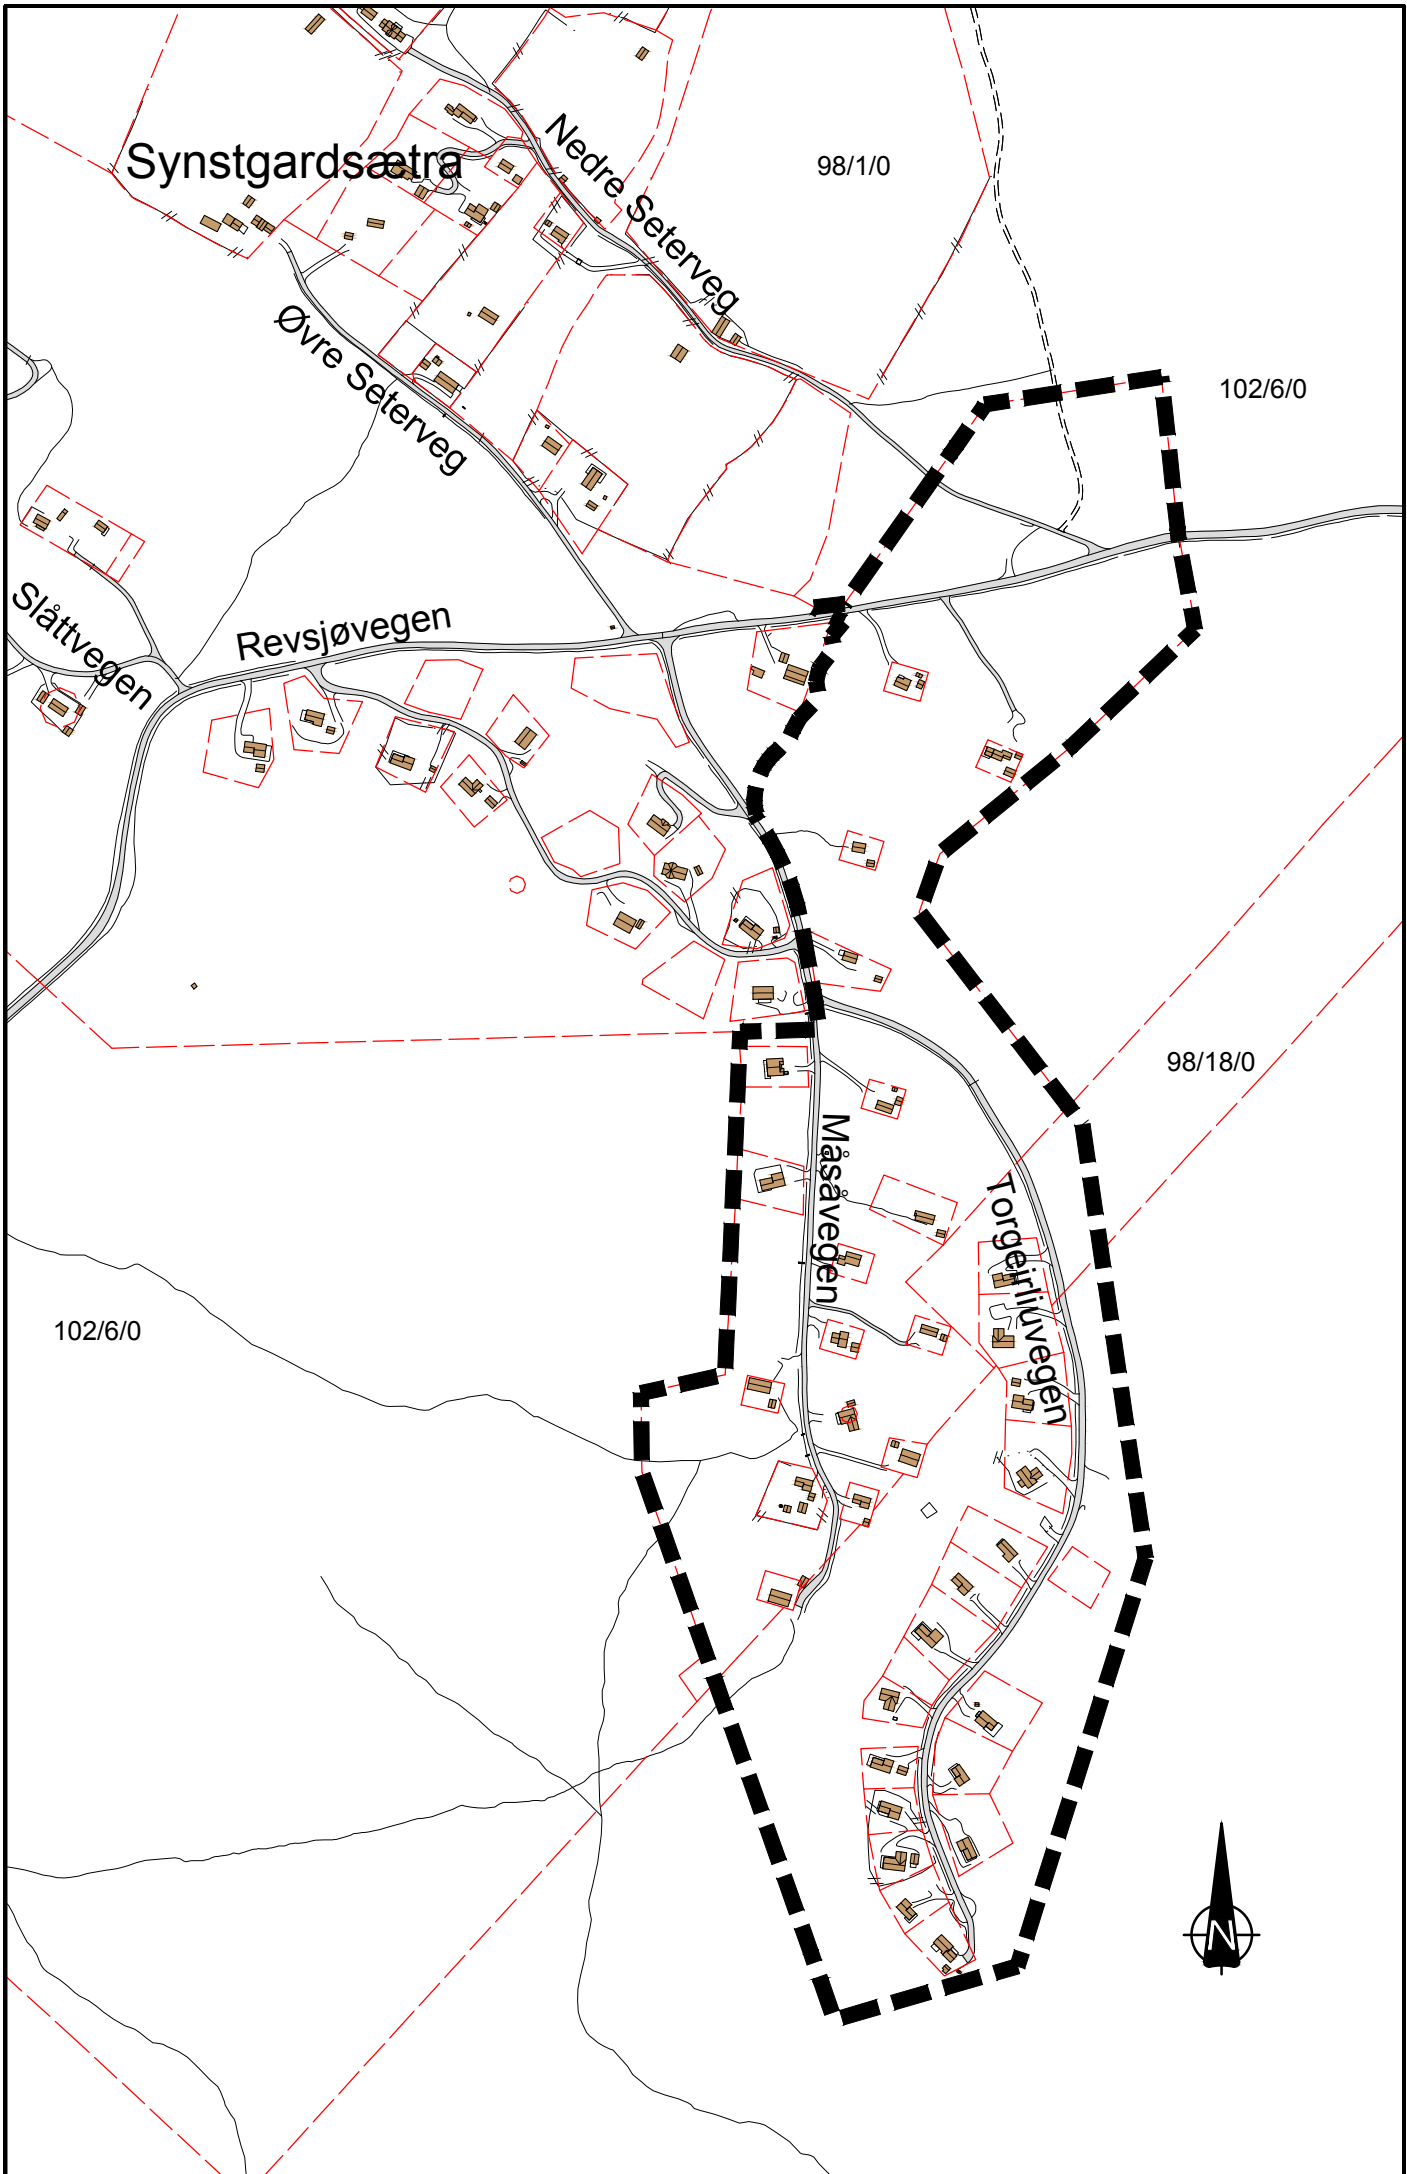 Synstgardsætra
Nedre Seterveg
98/1/0
Øvre Seterveg
102/6/0
Slåttvegen
Revsjøvegen
98/18/0
Måsåvegen
Torgeirliuvegen
102/6/0
N